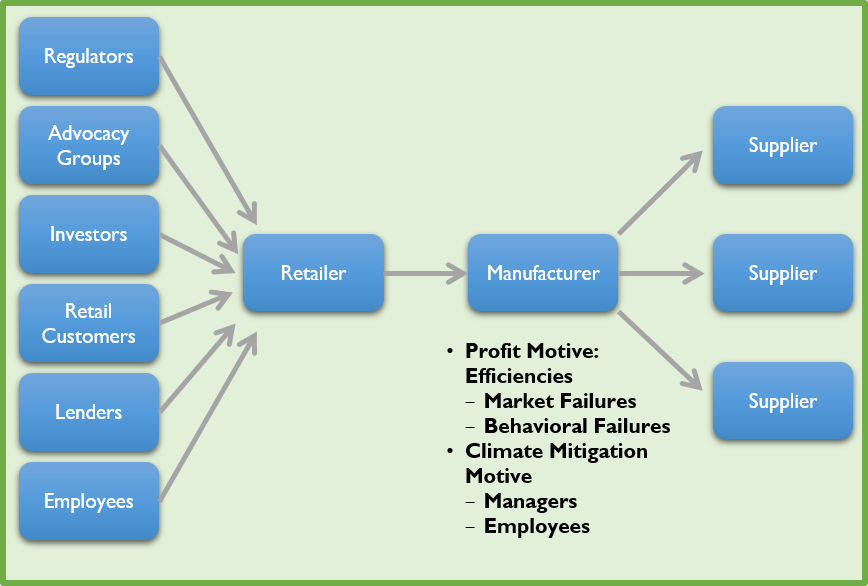 Regulators
Advocacy
Groups
Investors
Retail
Customers
Lenders
Employees
Retailer
Manufacturer
Supplier
Supplier
Supplier
• Profit Motive:
Efficiencies
– Market Failures
– Behavioral Failures
• Climate Mitigation
Motive
– Managers
– Employees